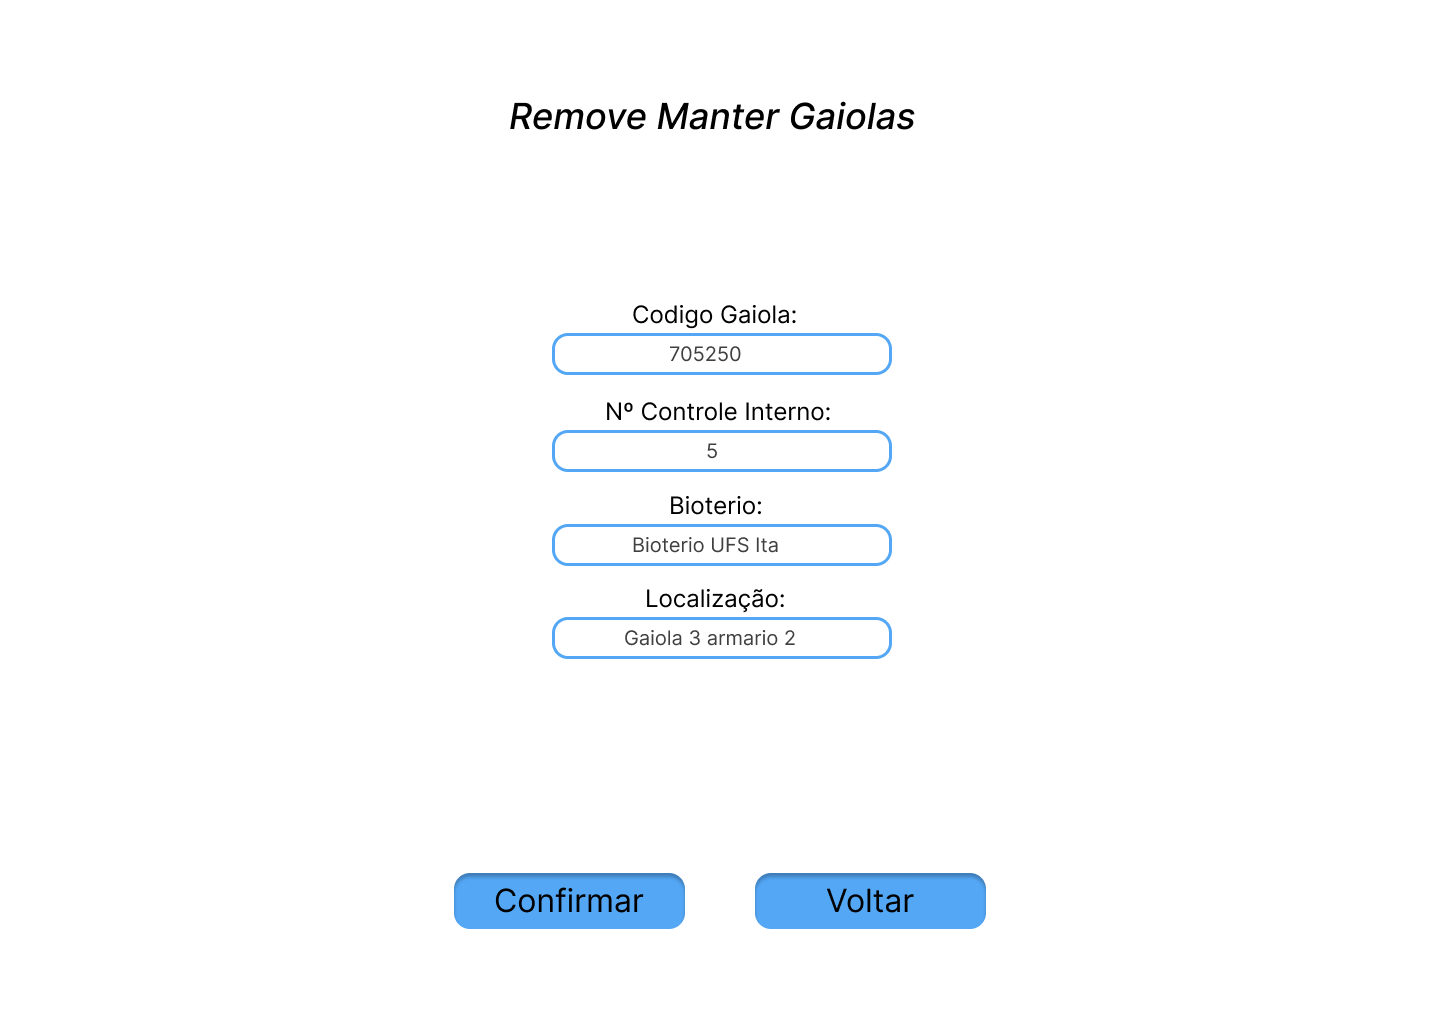 Remove Manter Gaiolas
Codigo Gaiola:
705250
Nº Controle Interno:
5
Bioterio:
Bioterio UFS Ita
Localização:
Gaiola 3 armario 2
Confirmar
Voltar